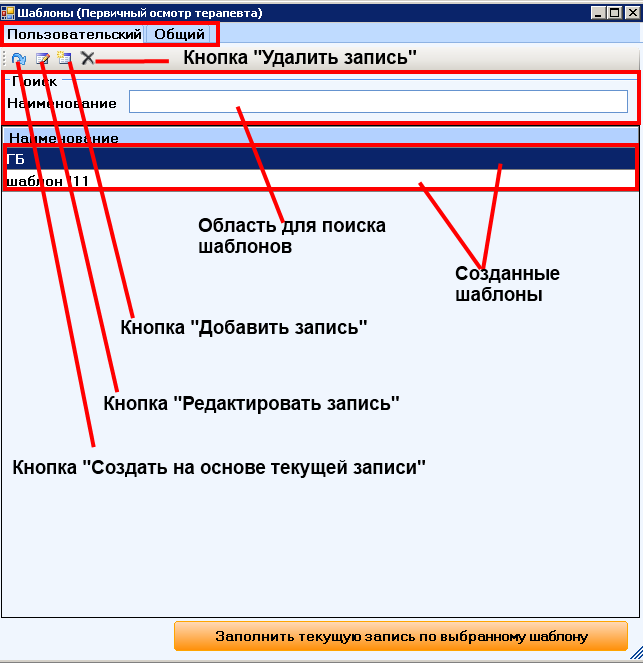 Шаблоны (Первичный осмотр терапевта)
Пользовательский Общий
Кнопка "Удалить запись"
Поиск
Наименование
Наименование
ГБ
шаблон 111
Область для поиска
шаблонов
Созданные
шаблоны
Кнопка "Добавить запись"
Кнопка "Редактировать запись"
Кнопка "Создать на основе текущей записи"
Заполнить текущую запись по выбранному шаблону